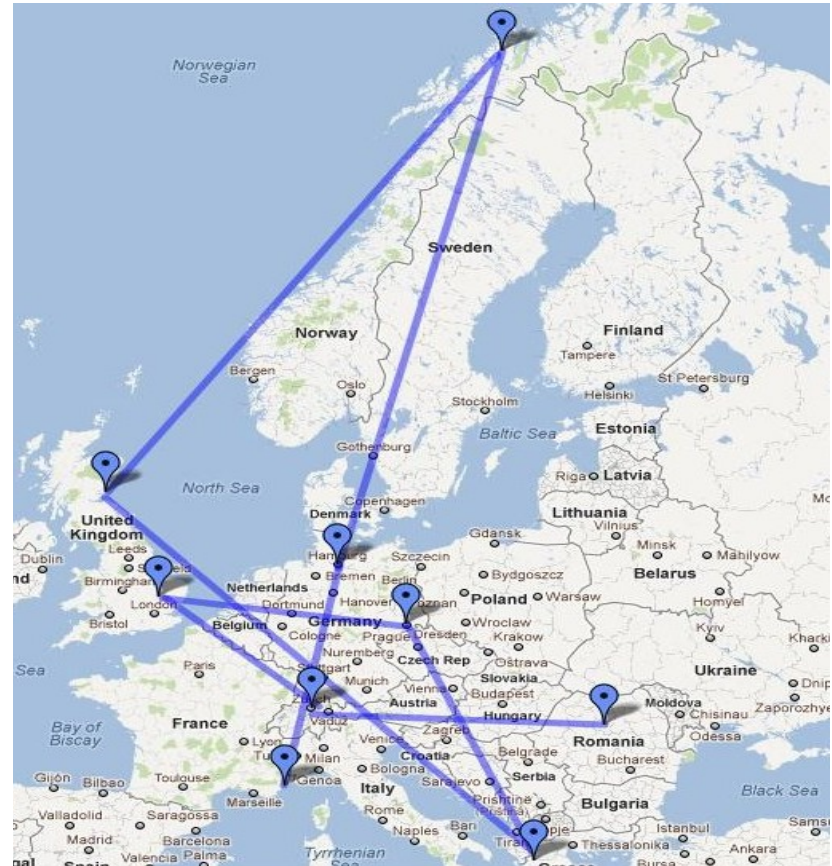 Norwegian
Sea
Sweden
Norway
Finland
Tampere
Bergen
Oslo
Helsinki
St Petersburg
Stockholm
Estonia
Baltic Sea
Gothenburg
Riga
Latvia
North Sea
Denmark
Copenhagen
Lithuania
Vilnius
United
Kingdom
Gdansk
Minsk
Mahilyow
Leeds
Dublin
Hamburg
Szczecin
Bydgoszcz
Belarus
Birmingham
Netherlands
Bremen
Berlin
Poland
Warsaw
Homyel
London
Hanover
Bristol
Dortmund
Belgium
Cologne
Germany
Wroclaw
Kyiv
Prague
Dresden
Krakow
Sea
Paris
Nuremberg
Czech Rep
Ostrava
Ukraine
Stuttgart
Slovakia
Munich
Vienna
Austria
Budapest
Moldova
Chisinau
Zaporozhye
Vaduz
Hungary
Odessa
France
Bay of
Biscay
Lyon
Venice
Zagreb
Romania
Milan
Croatia
Belgrade
Bucharest
Genoa
Bologna
Serbia
Gijón
Bilbao
Toulouse
Marseille
Italy
Sarajevo
Black Sea
Prishtinë
Bulgaria
Valladolid
Saragossa
Rome
Madrid
Barcelona
Naples
Bari
Thessaloniki
Istanbul
Valencia
Palma
Tyrrhenian
Ankara
Bursa